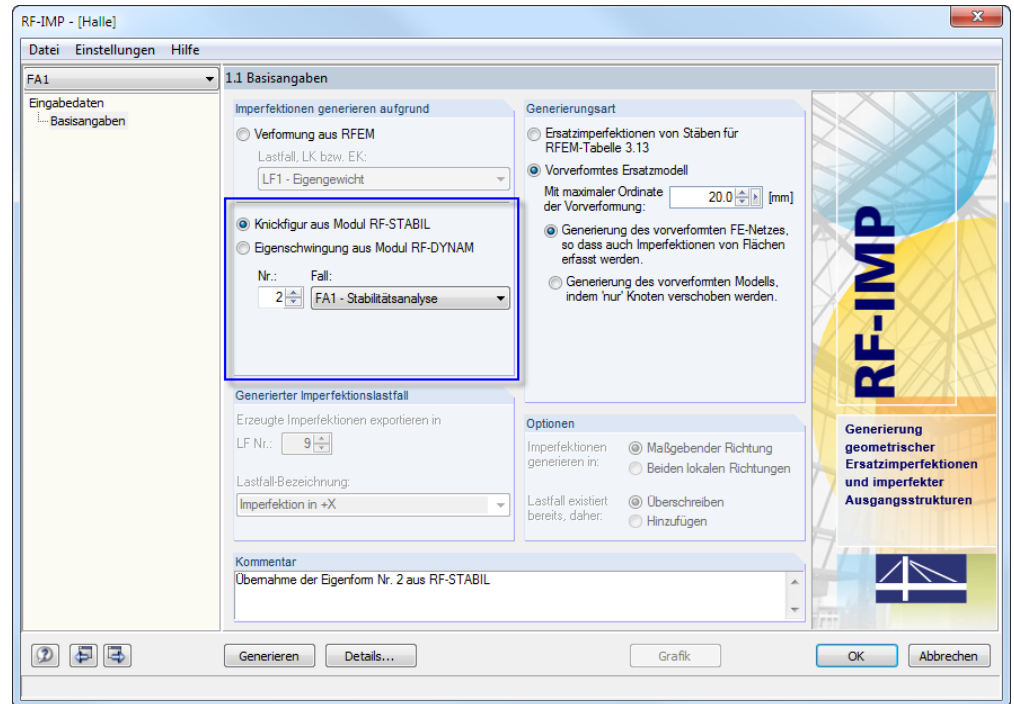 RF-IMP - [Halle]
Datei Einstellungen Hilfe
FA1
1.1 Basisangaben
Eingabedaten
Basisangaben
Imperfektionen generieren aufgrund
Verformung aus RFEM
Lastfall, LK bzw. EK:
LF1 - Eigengewicht
Knickfigur aus Modul RF-STABIL
Eigenschwingung aus Modul RF-DYNAM
Nr.: Fall:
2 FA1 - Stabilitätsanalyse
Generierter Imperfektionslastfall
Erzeugte Imperfektionen exportieren in
LF Nr.: 9
Lastfall-Bezeichnung:
Imperfektion in +X
Generierungsart
Ersatzimperfektionen von Stäben für
RFEM-Tabelle 3.13
Vorverformtes Ersatzmodell
Mit maximaler Ordinate
der Vorverformung: 20.0 [mm]
Generierung des vorverformten FE-Netzes,
so dass auch Imperfektionen von Flächen
erfasst werden.
Generierung des vorverformten Modells,
indem 'nur' Knoten verschoben werden.
Optionen
Imperfektionen
generieren in:
Maßgebender Richtung
Beiden lokalen Richtungen
Lastfall existiert
bereits, daher:
Überschreiben
Hinzufügen
Kommentar
Übernahme der Eigenform Nr. 2 aus RF-STABIL
RF-IMP
Generierung
geometrischer
Ersatzimperfektionen
und imperfekter
Ausgangsstrukturen
Generieren Details... Grafik OK Abbrechen